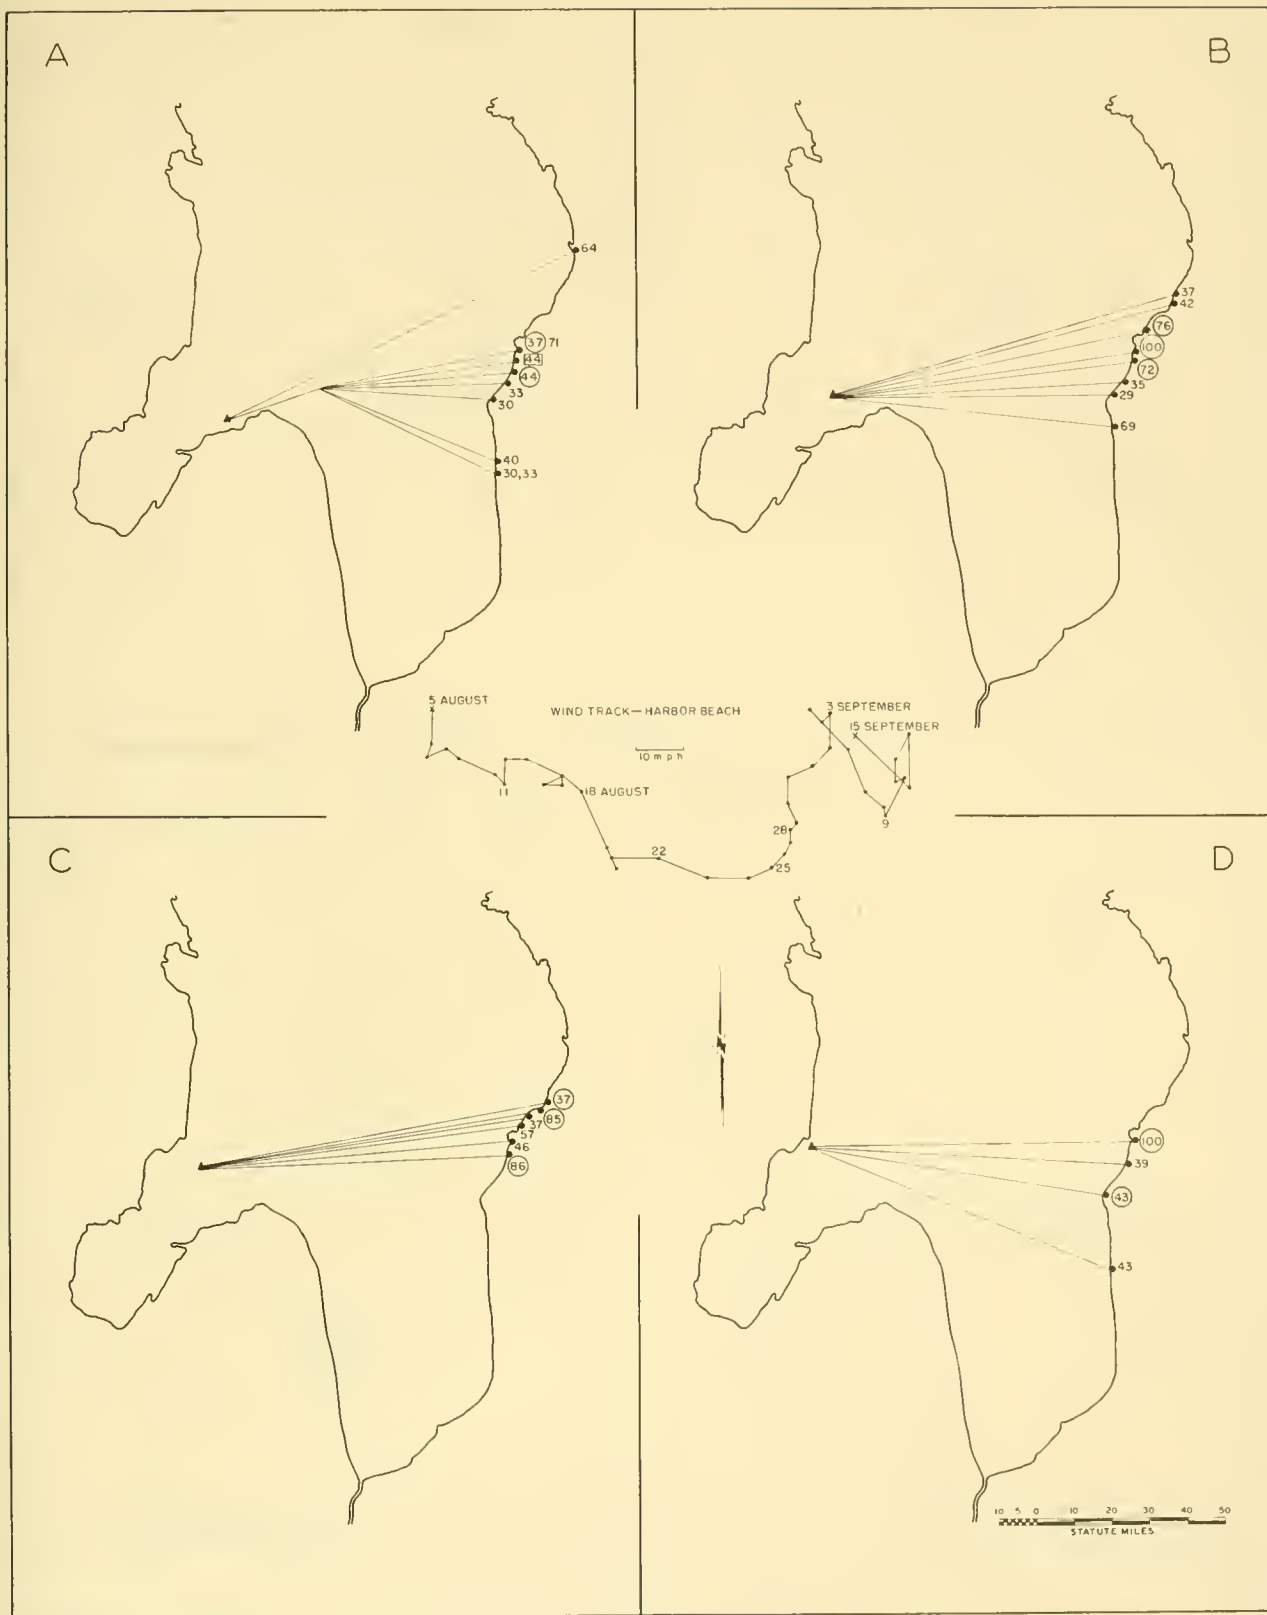 A
B
64
37 71
44
44
33
30
40
30,33
37
42
76
100
72
35
29
69
5 AUGUST
WIND TRACK—HARBOR BEACH
3 SEPTEMBER
15 SEPTEMBER
10 mph
11
18 AUGUST
9
28
22
25
C
D
N
37
85
37
57
46
86
100
39
43
43
10 5 0 10 20 30 40 50
STATUTE MILES